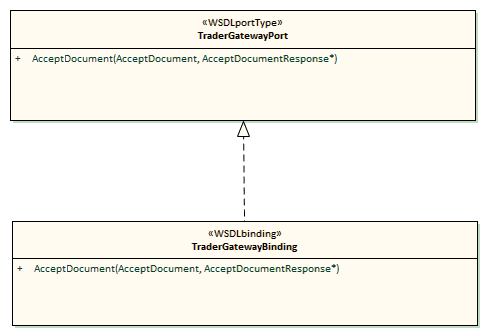 «WSDLportType»
TraderGatewayPort
+ AcceptDocument(AcceptDocument, AcceptDocumentResponse*)
«WSDLbinding»
TraderGatewayBinding
+ AcceptDocument(AcceptDocument, AcceptDocumentResponse*)